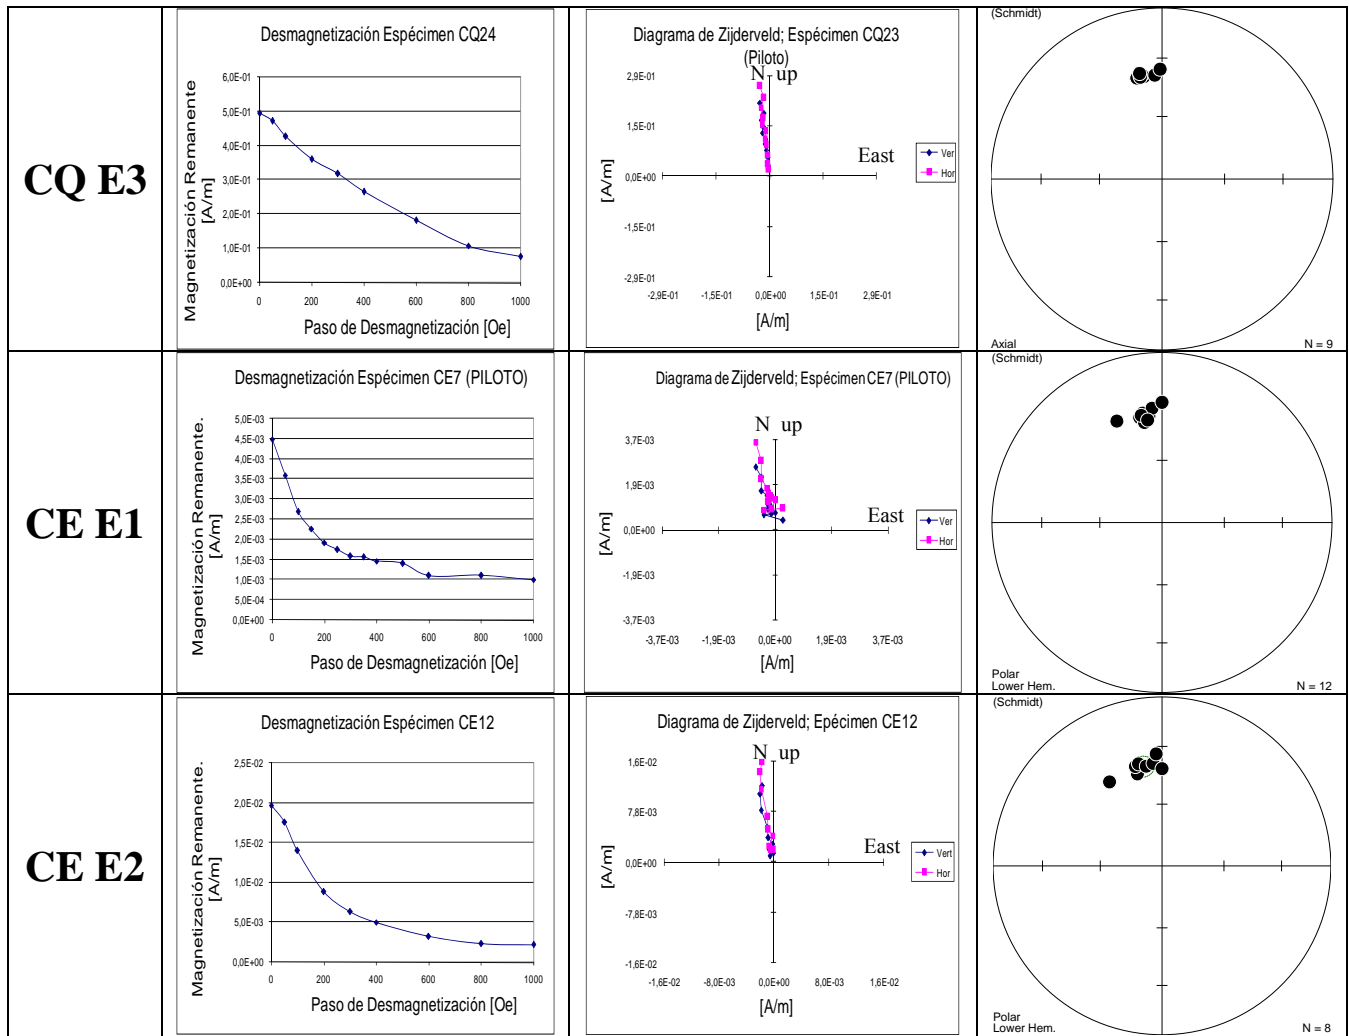 CQ E3
Desmagnetización Espécimen CQ24
Magnetización Remanente
[A/m]
6,0E-01
5,0E-01
4,0E-01
3,0E-01
2,0E-01
1,0E-01
0,0E+00
0 200 400 600 800 1000
Paso de Desmagnetización [Oe]
Diagrama de Zijderveld; Espécimen CQ23
(Piloto)
N up
[A/m]
2,9E-01
1,5E-01
0,0E+00
-1,5E-01
-2,9E-01
East
Ver
Hor
-2,9E-01 -1,5E-01 0,0E+00 1,5E-01 2,9E-01
[A/m]
(Schmidt)
Axial
N = 9
CE E1
Desmagnetización Espécimen CE7 (PILOTO)
Magnetización Remanente.
[A/m]
5,0E-03
4,5E-03
4,0E-03
3,5E-03
3,0E-03
2,5E-03
2,0E-03
1,5E-03
1,0E-03
5,0E-04
0,0E+00
0 200 400 600 800 1000
Paso de Desmagnetización [Oe]
Diagrama de Zijderveld; Espécimen CE7 (PILOTO)
N up
[A/m]
3,7E-03
1,9E-03
0,0E+00
-1,9E-03
-3,7E-03
East
Ver
Hor
-3,7E-03 -1,9E-03 0,0E+00 1,9E-03 3,7E-03
[A/m]
(Schmidt)
Polar
Lower Hem.
N = 12
CE E2
Desmagnetización Espécimen CE12
Magnetización Remanente.
[A/m]
2,5E-02
2,0E-02
1,5E-02
1,0E-02
5,0E-03
0,0E+00
0 200 400 600 800 1000
Paso de Desmagnetización [Oe]
Diagrama de Zijderveld; Epécimen CE12
N up
[A/m]
1,6E-02
7,8E-03
0,0E+00
-7,8E-03
-1,6E-02
East
Vert
Hor
-1,6E-02 -8,0E-03 0,0E+00 8,0E-03 1,6E-02
[A/m]
(Schmidt)
Polar
Lower Hem.
N = 8